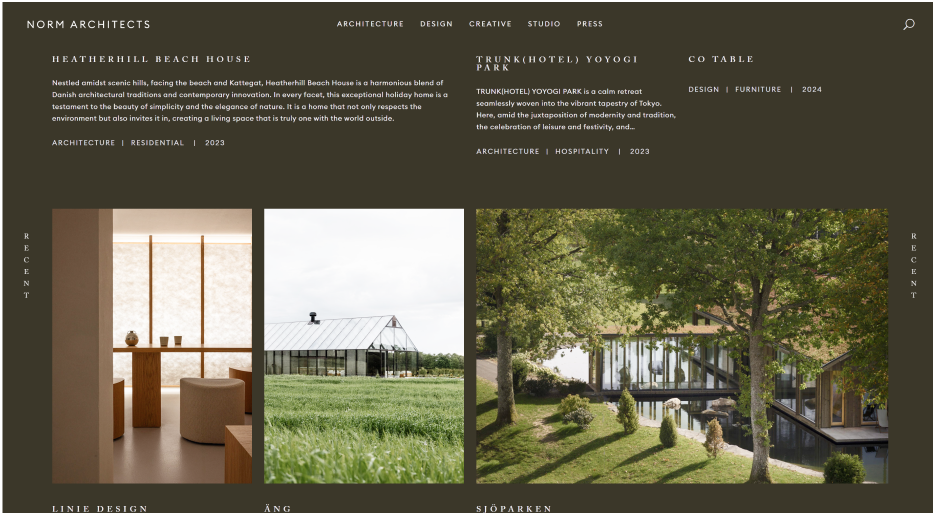 NORM ARCHITECTS
ARCHITECTURE DESIGN CREATIVE STUDIO PRESS
HEATHERHILL BEACH HOUSE
Nestled amidst scenic hills, facing the beach and Kattegat, Heatherhill Beach House is a harmonious blend of
Danish architectural traditions and contemporary innovation. In every facet, this exceptional holiday home is a
testament to the beauty of simplicity and the elegance of nature. It is a home that not only respects the
environment but also invites it in, creating a living space that is truly one with the world outside.
ARCHITECTURE | RESIDENTIAL | 2023
TRUNK(HOTEL) YOYOGI
PARK
TRUNK(HOTEL) YOYOGI PARK is a calm retreat
seamlessly woven into the vibrant tapestry of Tokyo.
Here, amid the juxtaposition of modernity and tradition,
the celebration of leisure and festivity, and...
ARCHITECTURE | HOSPITALITY | 2023
CO TABLE
DESIGN | FURNITURE | 2024
RECENT
RECENT
LINIE DESIGN
ÄNG
SJÖPARKEN